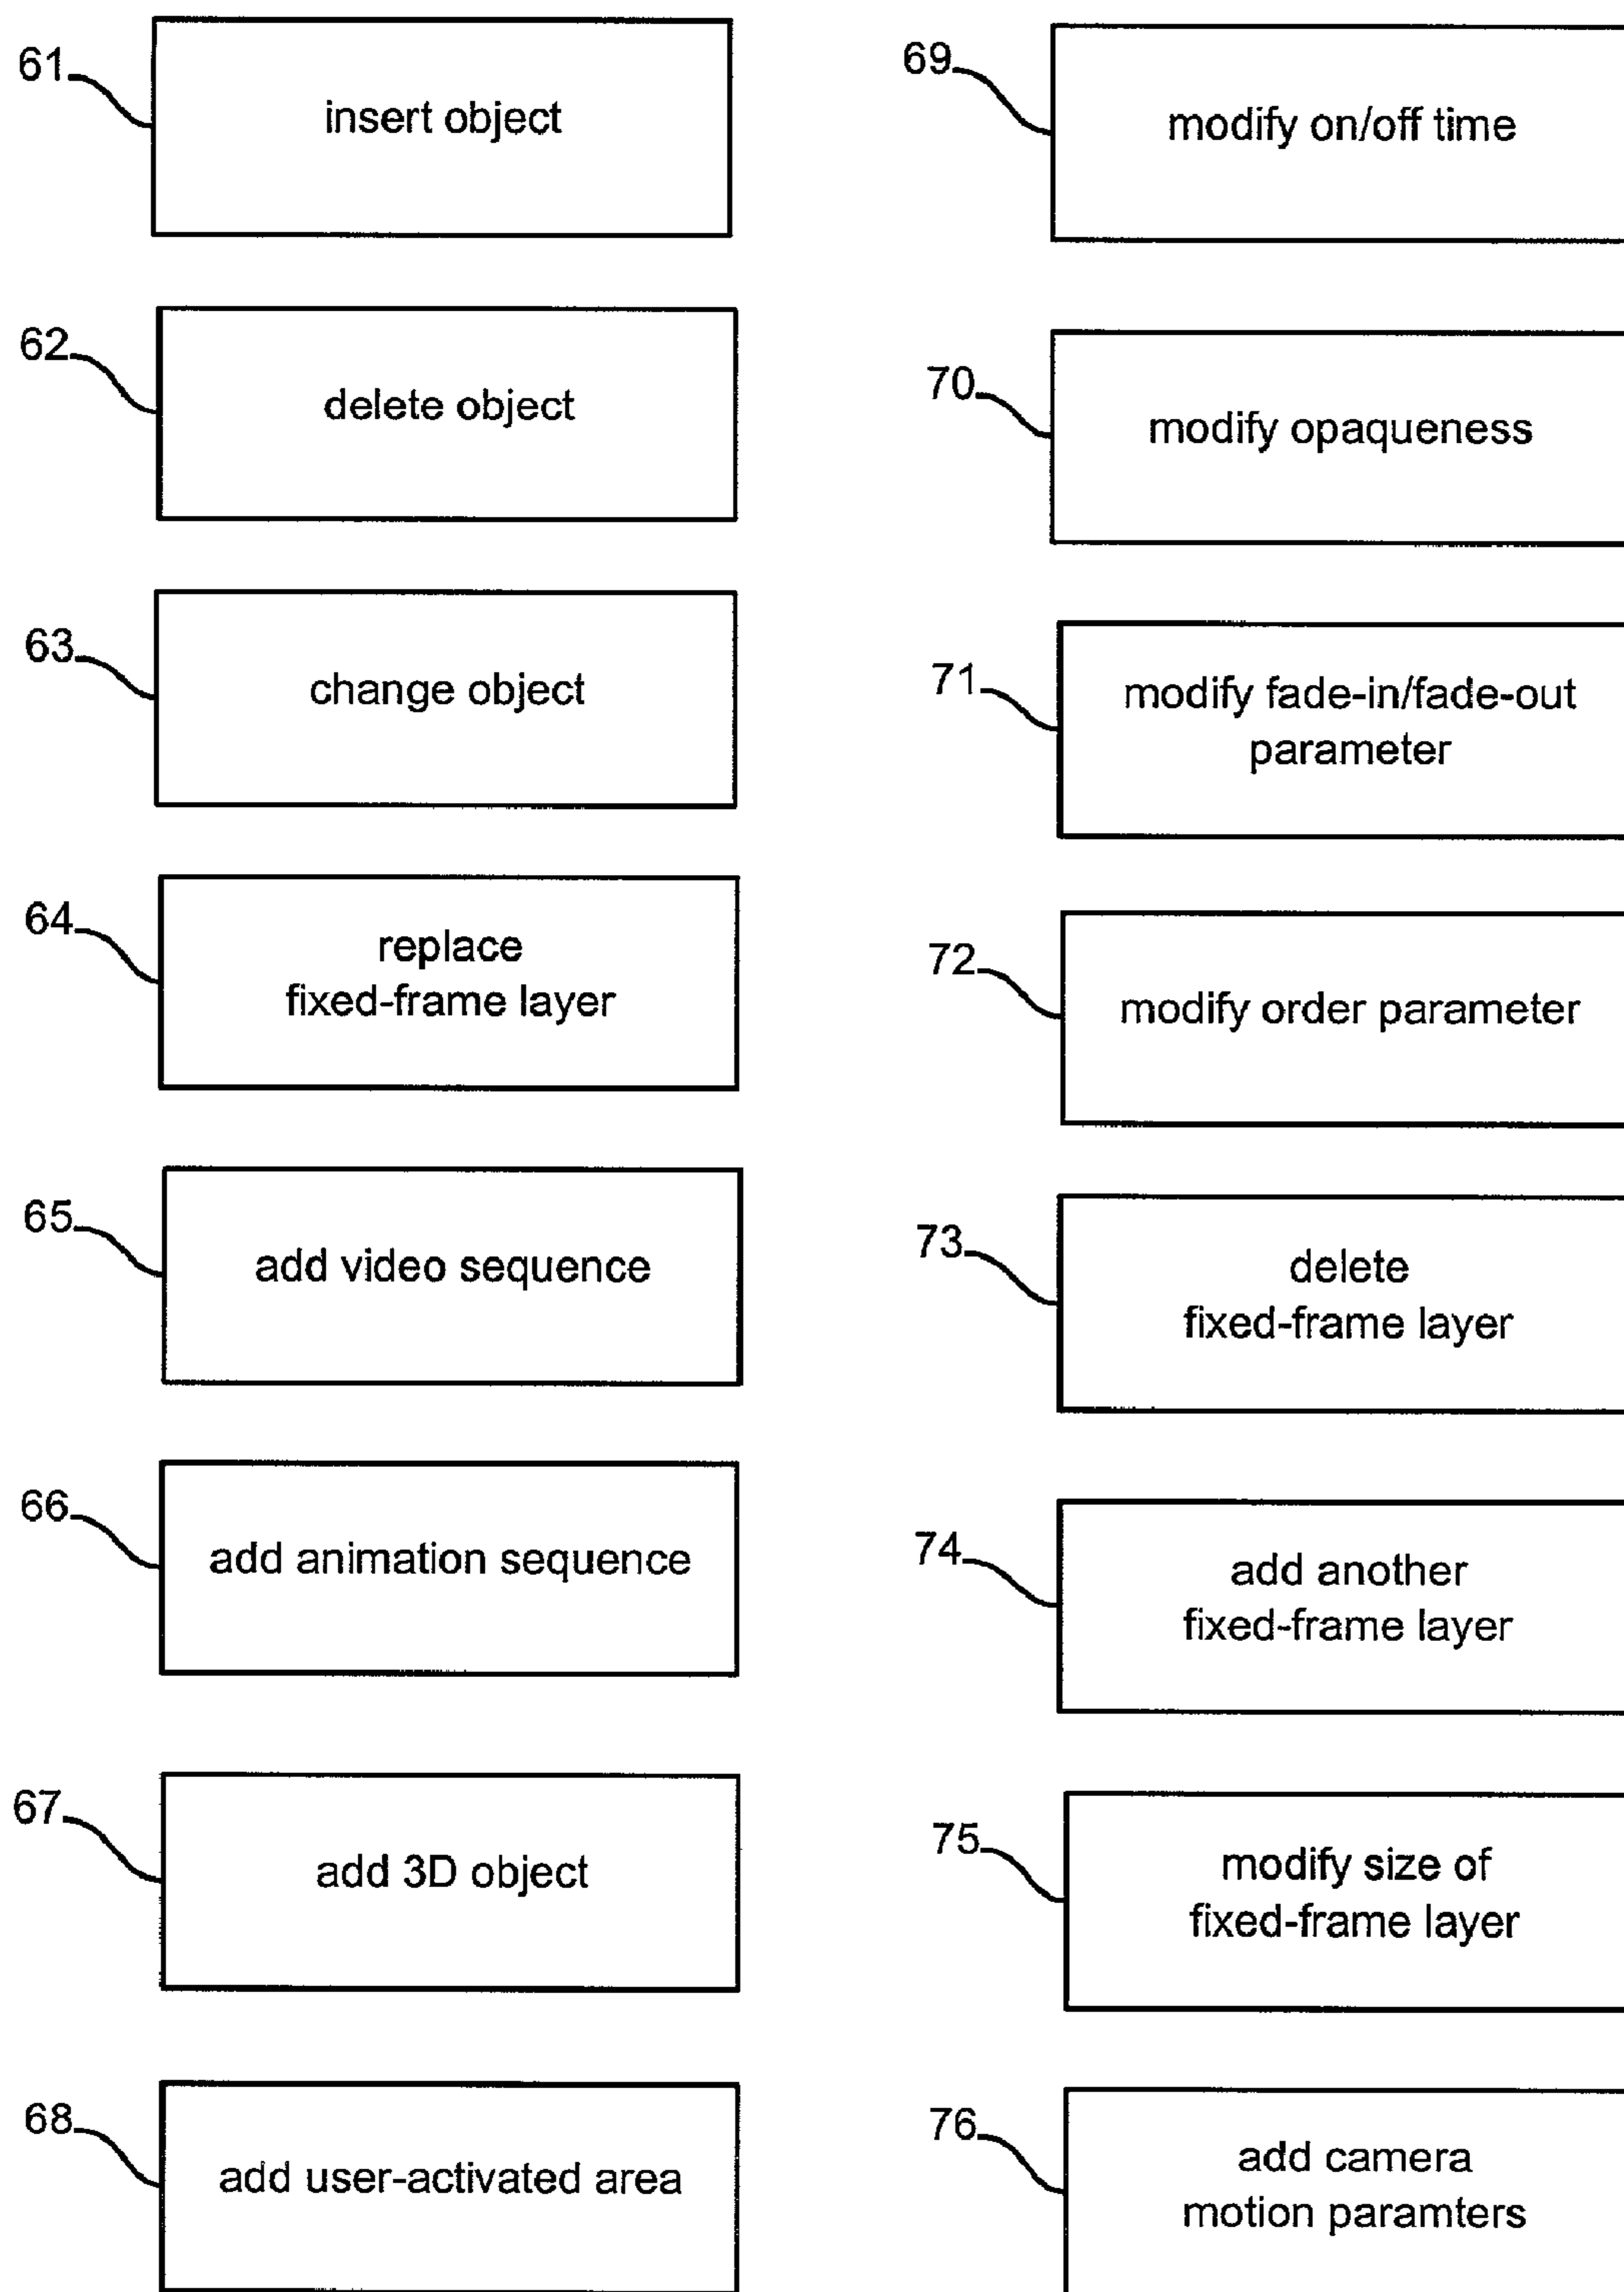 61
insert object
62
delete object
63
change object
64
replace
fixed-frame layer
65
add video sequence
66
add animation sequence
67
add 3D object
68
add user-activated area
69
modify on/off time
70
modify opaqueness
71
modify fade-in/fade-out
parameter
72
modify order parameter
73
delete
fixed-frame layer
74
add another
fixed-frame layer
75
modify size of
fixed-frame layer
76
add camera
motion paramters